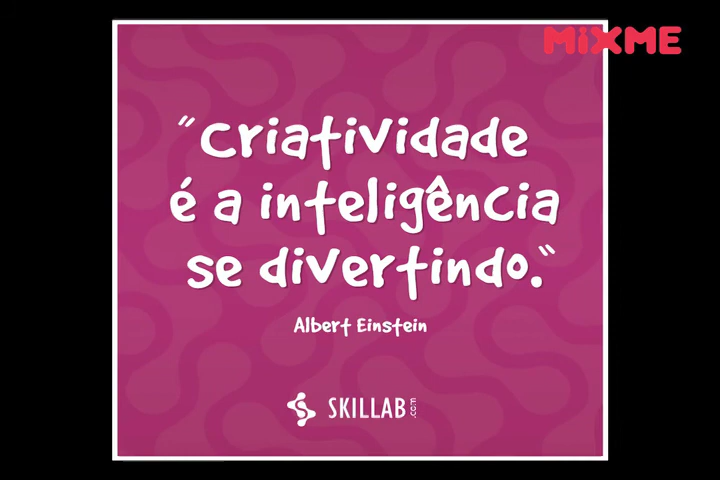 MiXME
"Criatividade
é a inteligência
se divertindo."
Albert Einstein
SKILLAB.com